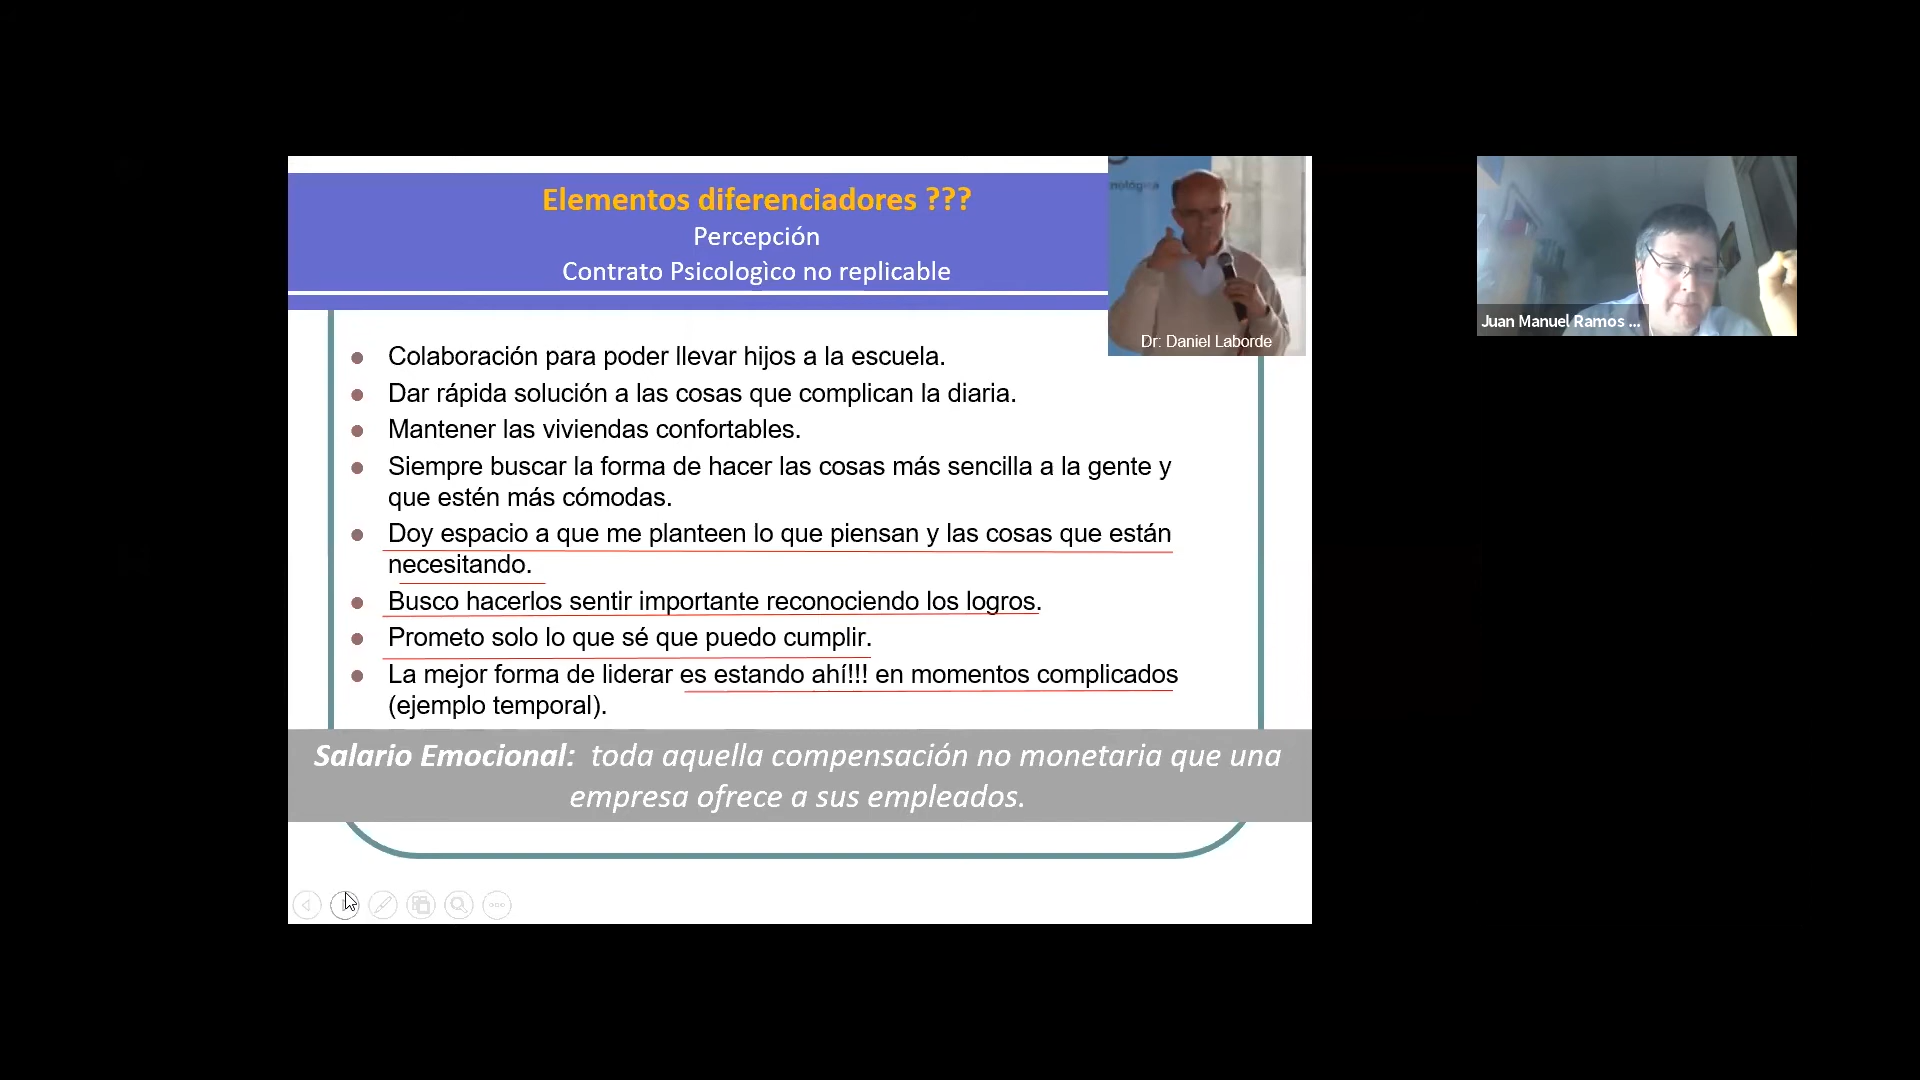 Elementos diferenciadores ???
Percepción
Contrato Psicologìco no replicable
nológica
Dr: Daniel Laborde
Juan Manuel Ramos ...
Colaboración para poder llevar hijos a la escuela.
Dar rápida solución a las cosas que complican la diaria.
Mantener las viviendas confortables.
Siempre buscar la forma de hacer las cosas más sencilla a la gente y
que estén más cómodas.
Doy espacio a que me planteen lo que piensan y las cosas que están
necesitando.
Busco hacerlos sentir importante reconociendo los logros.
Prometo solo lo que sé que puedo cumplir.
La mejor forma de liderar es estando ahí!!! en momentos complicados
(ejemplo temporal).
Salario Emocional: toda aquella compensación no monetaria que una
empresa ofrece a sus empleados.